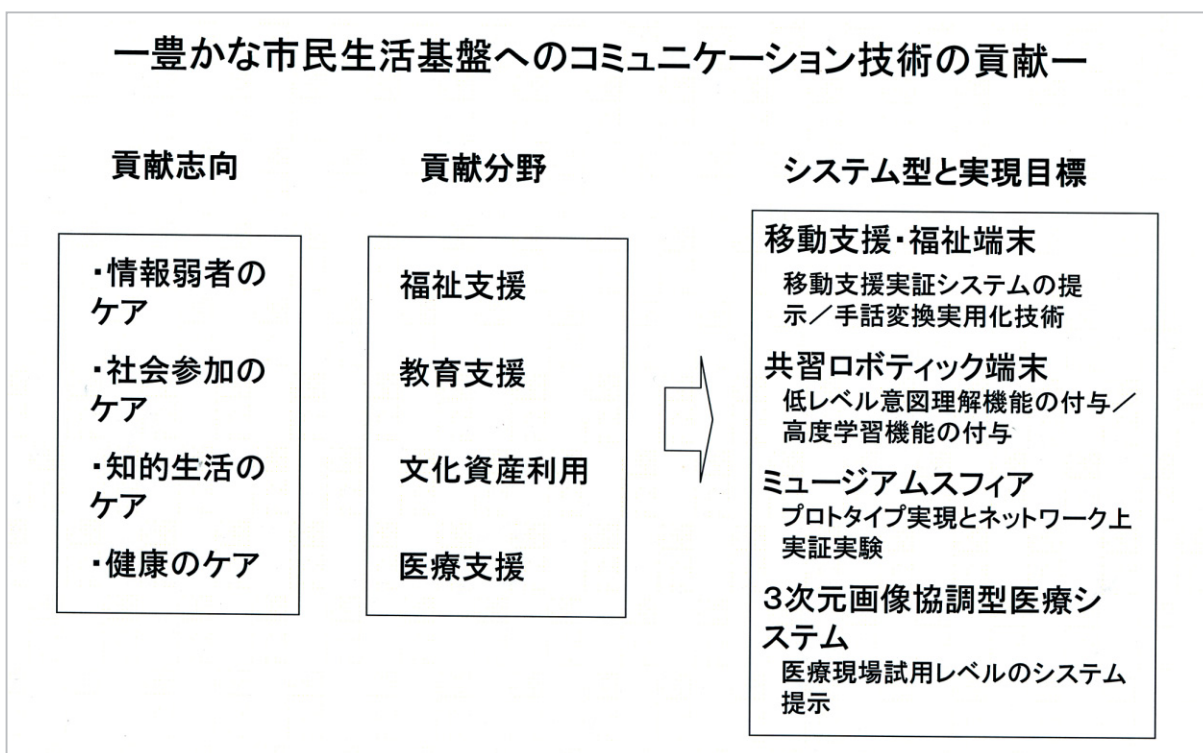 ー豊かな市民生活基盤へのコミュニケーション技術の貢献ー
貢献志向
・情報弱者の
ケア
・社会参加の
ケア
・知的生活の
ケア
・健康のケア
貢献分野
福祉支援
教育支援
文化資産利用
医療支援
システム型と実現目標
移動支援・福祉端末
移動支援実証システムの提
示／手話変換実用化技術
共習ロボティック端末
低レベル意図理解機能の付与／
高度学習機能の付与
ミュージアムスフィア
プロトタイプ実現とネットワーク上
実証実験
３次元画像協調型医療シ
ステム
医療現場試用レベルのシステム
提示